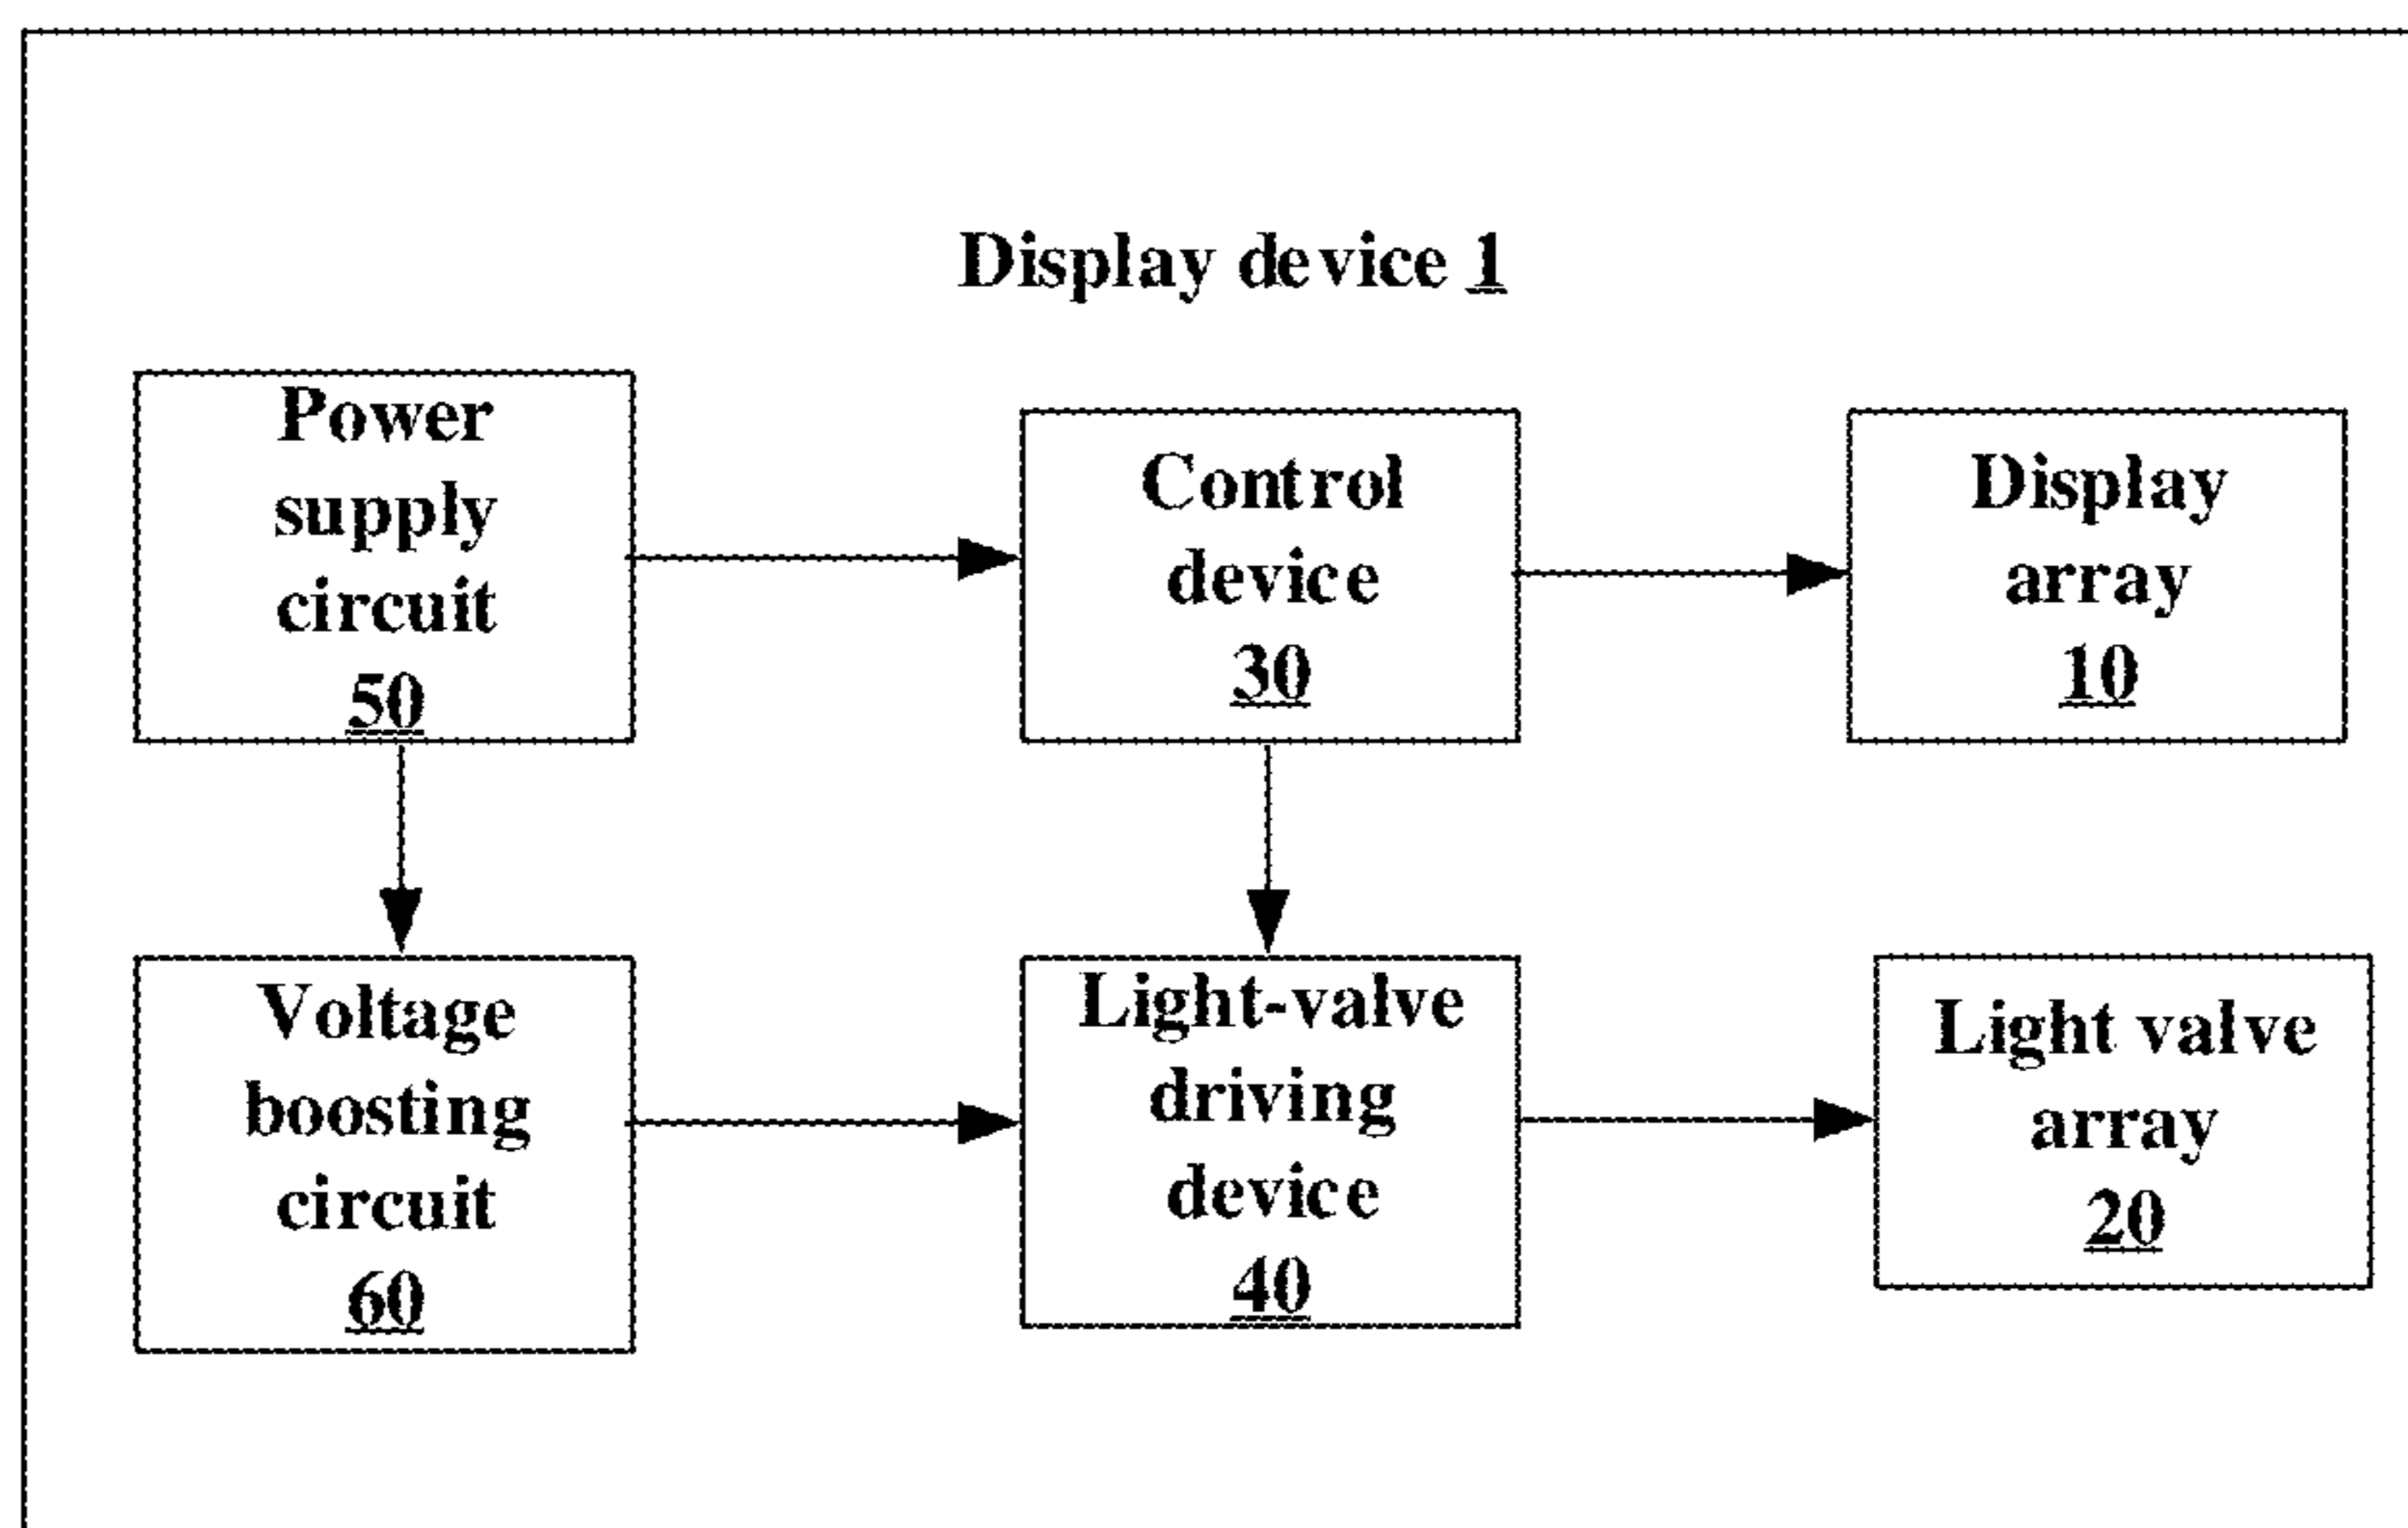 Display device 1
Power
supply
circuit
50
Control
device
30
Display
array
10
Voltage
boosting
circuit
60
Light-valve
driving
device
40
Light valve
array
20